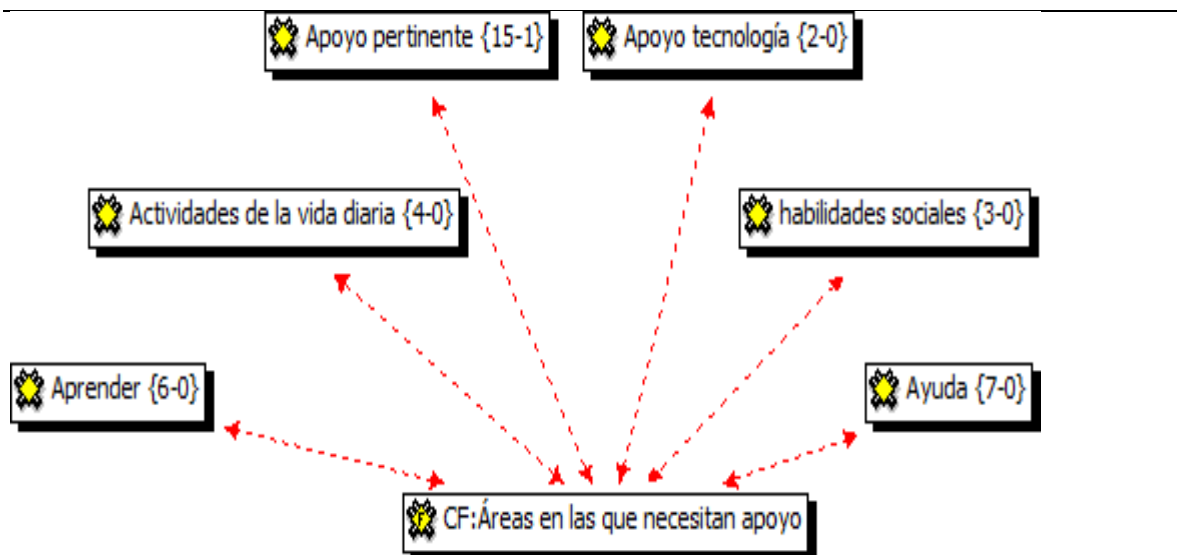 Apoyo pertinente {15-1}
Apoyo tecnología {2-0}
Actividades de la vida diaria {4-0}
habilidades sociales {3-0}
Aprender {6-0}
Ayuda {7-0}
CF:Áreas en las que necesitan apoyo